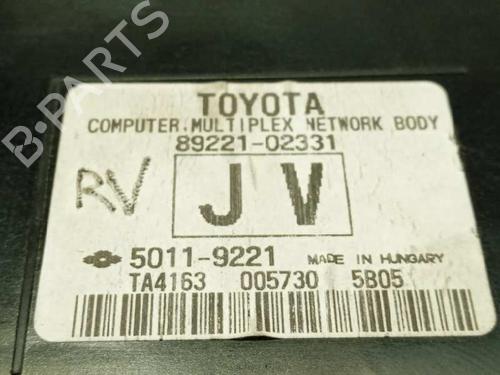 B-PARTS
TOYOTA
COMPUTER, MULTIPLEX NETWORK BODY
89221-02331
RV
JV
5011-9221 MADE IN HUNGARY
TA4163 005730 5B05